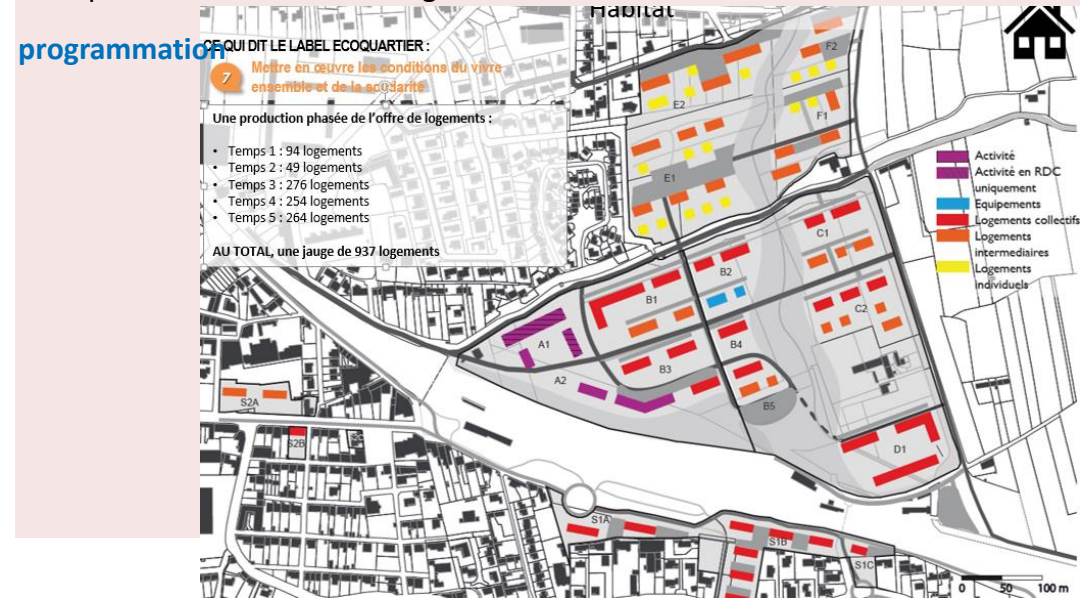 Habitat
programmation
CE QUI DIT LE LABEL ECOQUARTIER :
7
Mettre en œuvre les conditions du vivre
ensemble et de la solidarité
Une production phasée de l'offre de logements :
• Temps 1 : 94 logements
• Temps 2 : 49 logements
• Temps 3 : 276 logements
• Temps 4 : 254 logements
• Temps 5 : 264 logements
AU TOTAL, une jauge de 937 logements
Activité
Activité en RDC
uniquement
Equipements
Logements collectifs
Logements
intermediaires
Logements
individuels
F2
E2
F1
E1
C1
B2
B1
C2
A1
B4
B3
A2
B5
S2A
S2B
D1
S1A
S1B
S1C
0 50 100 m